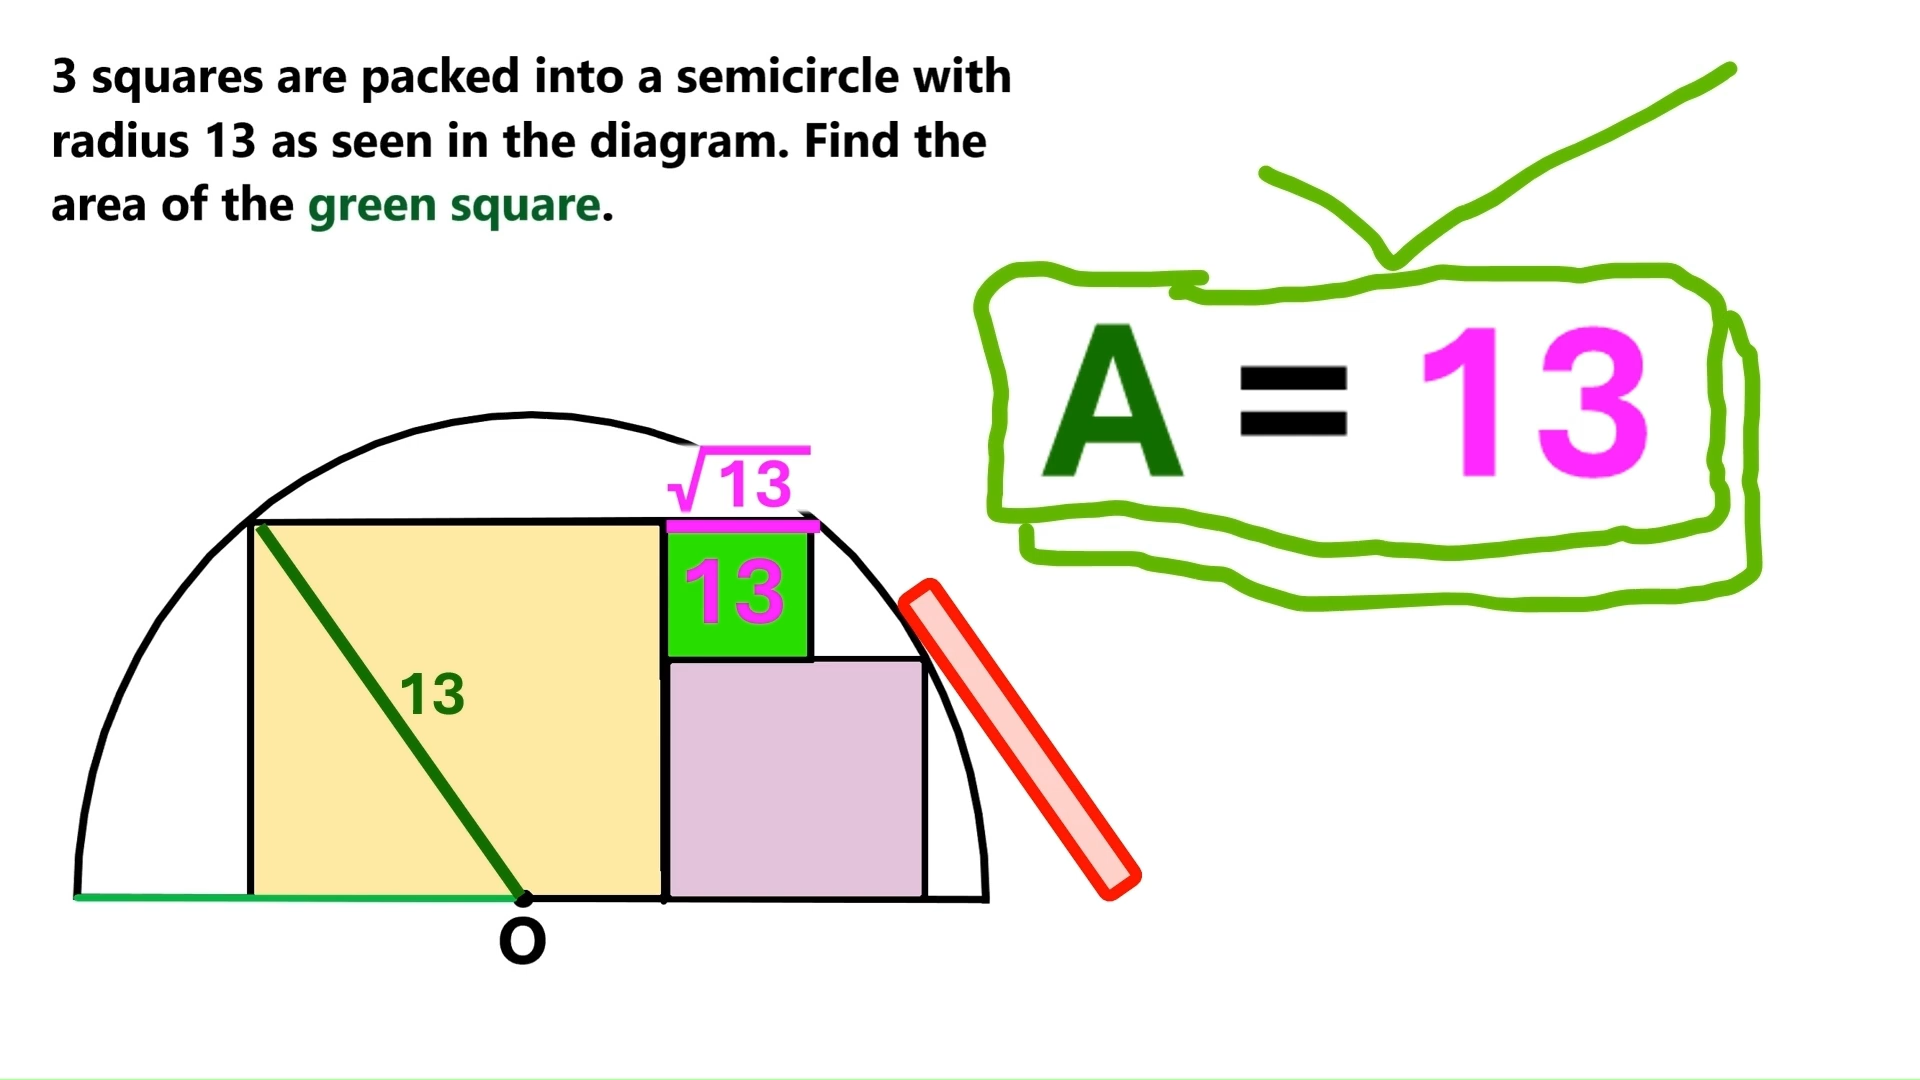 3 squares are packed into a semicircle with
radius 13 as seen in the diagram. Find the
area of the green square.
A = 13
√13
13
13
O